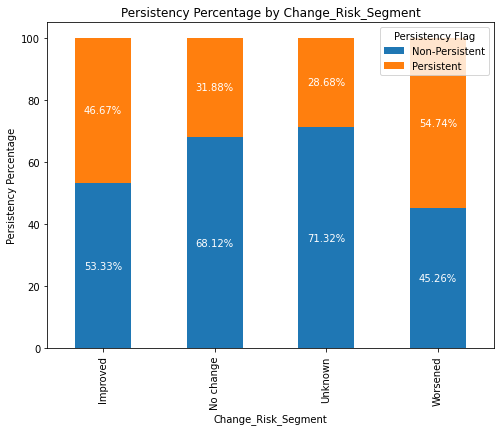 Persistency Percentage by Change_Risk_Segment
Persistency Flag
Non-Persistent
Persistent
100
80
60
40
20
0
Persistency Percentage
46.67%
31.88%
28.68%
54.74%
53.33%
68.12%
71.32%
45.26%
Improved
No change
Unknown
Worsened
Change_Risk_Segment